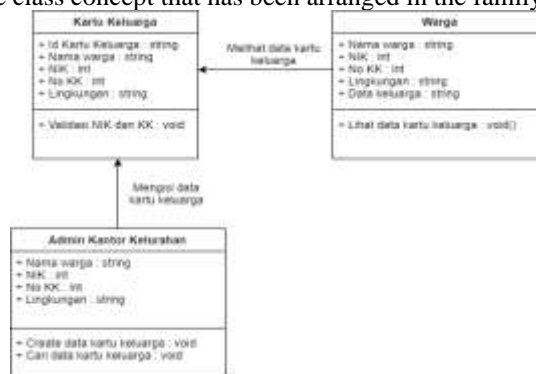 e class concept that has been arranged in the family
Kartu Keluarga
+ Id Kartu Keluarga : string
+ Nama warga : string
+ NIK : int
+ No KK : int
+ Lingkungan : string
+ Validasi NIK dan KK : void
Melihat data kartu
keluarga
Warga
+ Nama warga : string
+ NIK : int
+ No KK : int
+ Lingkungan : string
+ Data keluarga : string
+ Lihat data kartu keluarga : void()
Mengisi data
kartu keluarga
Admin Kantor Kelurahan
+ Nama warga : string
+ NIK : int
+ No KK : int
+ Lingkungan : string
+ Create data kartu keluarga : void
+ Cari data kartu keluarga : void